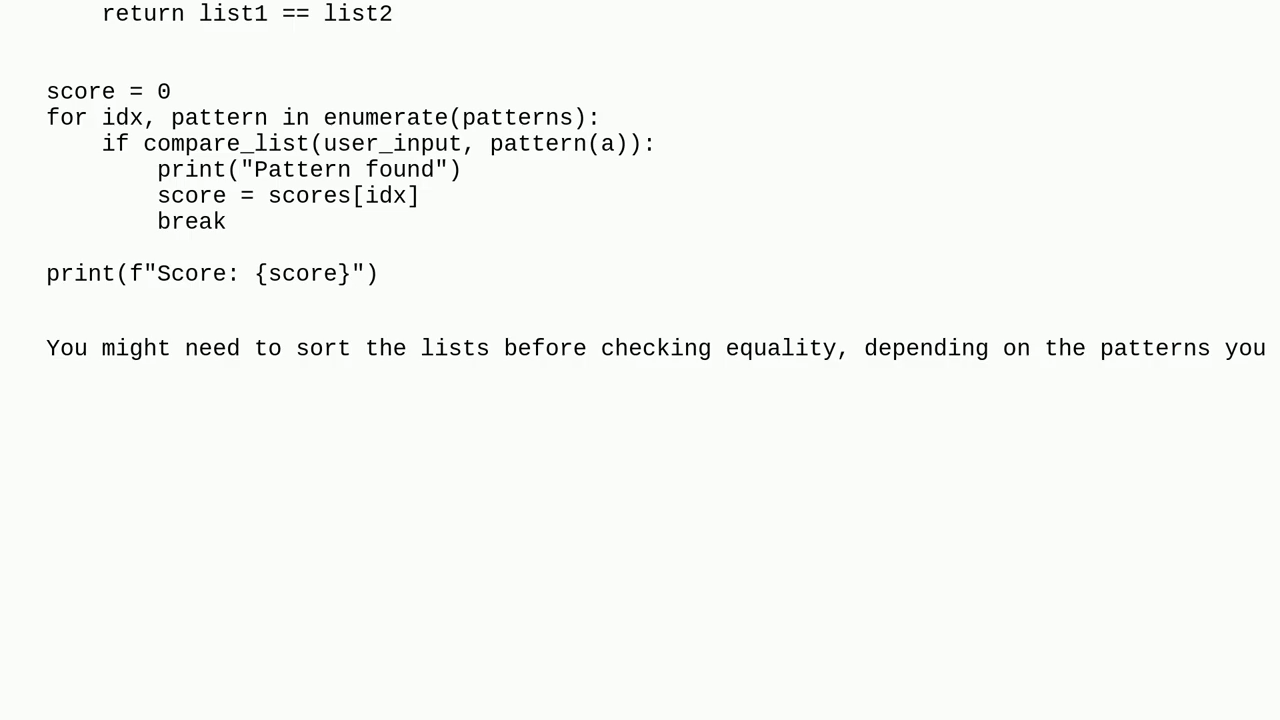 return list1 == list2
score = 0
for idx, pattern in enumerate(patterns):
    if compare_list(user_input, pattern(a)):
        print("Pattern found")
        score = scores[idx]
        break
print(f"Score: {score}")
You might need to sort the lists before checking equality, depending on the patterns you